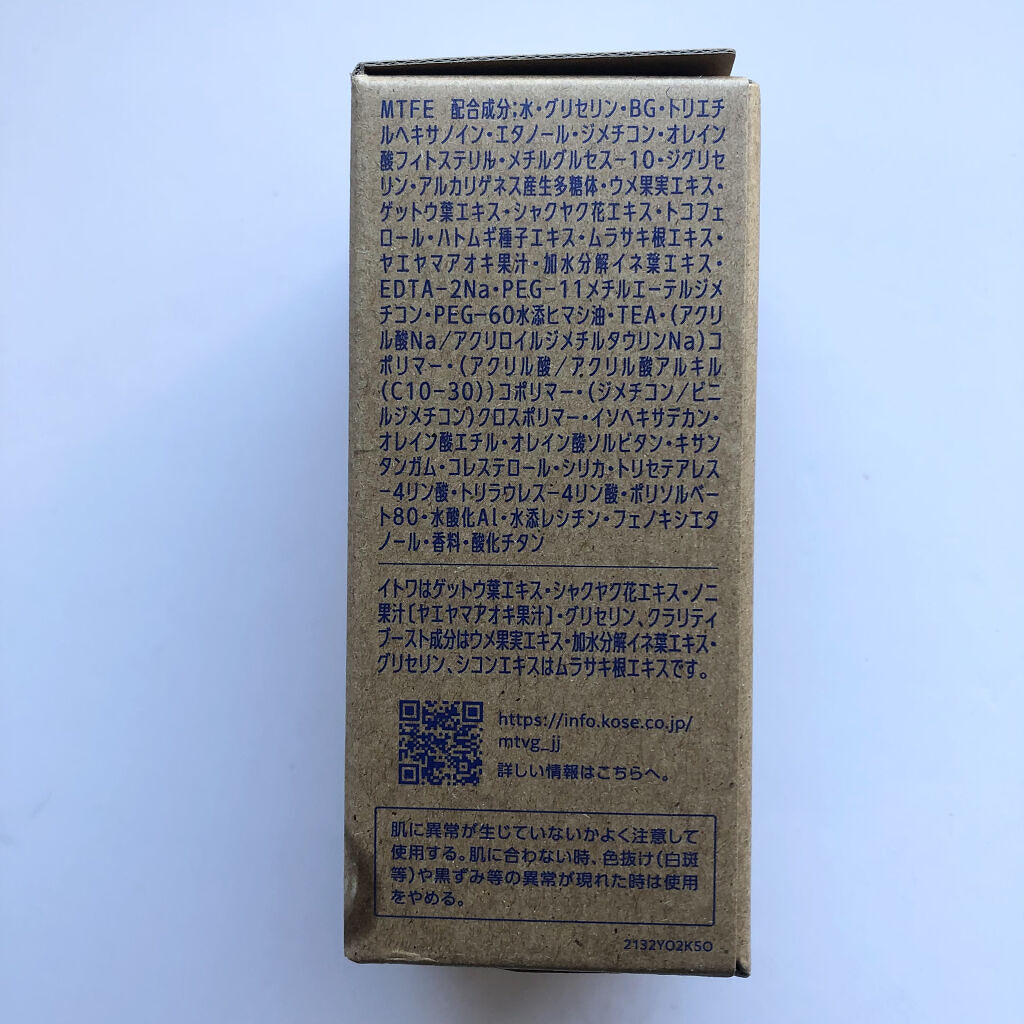 MTFE 配合成分;水・グリセリン・BG・トリエチ
ルヘキサノイン・エタノール・ジメチコン・オレイン
酸フィトステリル・メチルグルセス-10・ジグリセ
リン・アルカリゲネス産生多糖体・ウメ果実エキス・
ゲットウ葉エキス・シャクヤク花エキス・トコフェ
ロール・ハトムギ種子エキス・ムラサキ根エキス・
ヤエヤマアオキ果汁・加水分解イネ葉エキス・
EDTA-2Na・PEG-11メチルエーテルジメ
チコン・PEG-60水添ヒマシ油・TEA・(アクリ
ル酸Na/アクリロイルジメチルタウリンNa)コ
ポリマー・(アクリル酸/アクリル酸アルキル
(C10-30))コポリマー・(ジメチコン/ビニ
ルジメチコン)クロスポリマー・イソヘキサデカン・
オレイン酸エチル・オレイン酸ソルビタン・キサン
タンガム・コレステロール・シリカ・トリセテアレス
-4リン酸・トリラウレス-4リン酸・ポリソルベー
ト80・水酸化Al・水添レシチン・フェノキシエタ
ノール・香料・酸化チタン
イトワはゲットウ葉エキス・シャクヤク花エキス・ノニ
果汁[ヤエヤマアオキ果汁]・グリセリン、クラリティ
ブースト成分はウメ果実エキス・加水分解イネ葉エキス・
グリセリン、シコンエキスはムラサキ根エキスです。
https://info.kose.co.jp/
mtvg_jj
詳しい情報はこちらへ。
肌に異常が生じていないかよく注意して
使用する。肌に合わない時、色抜け(白斑
等)や黒ずみ等の異常が現れた時は使用
をやめる。
2132YO2K5O